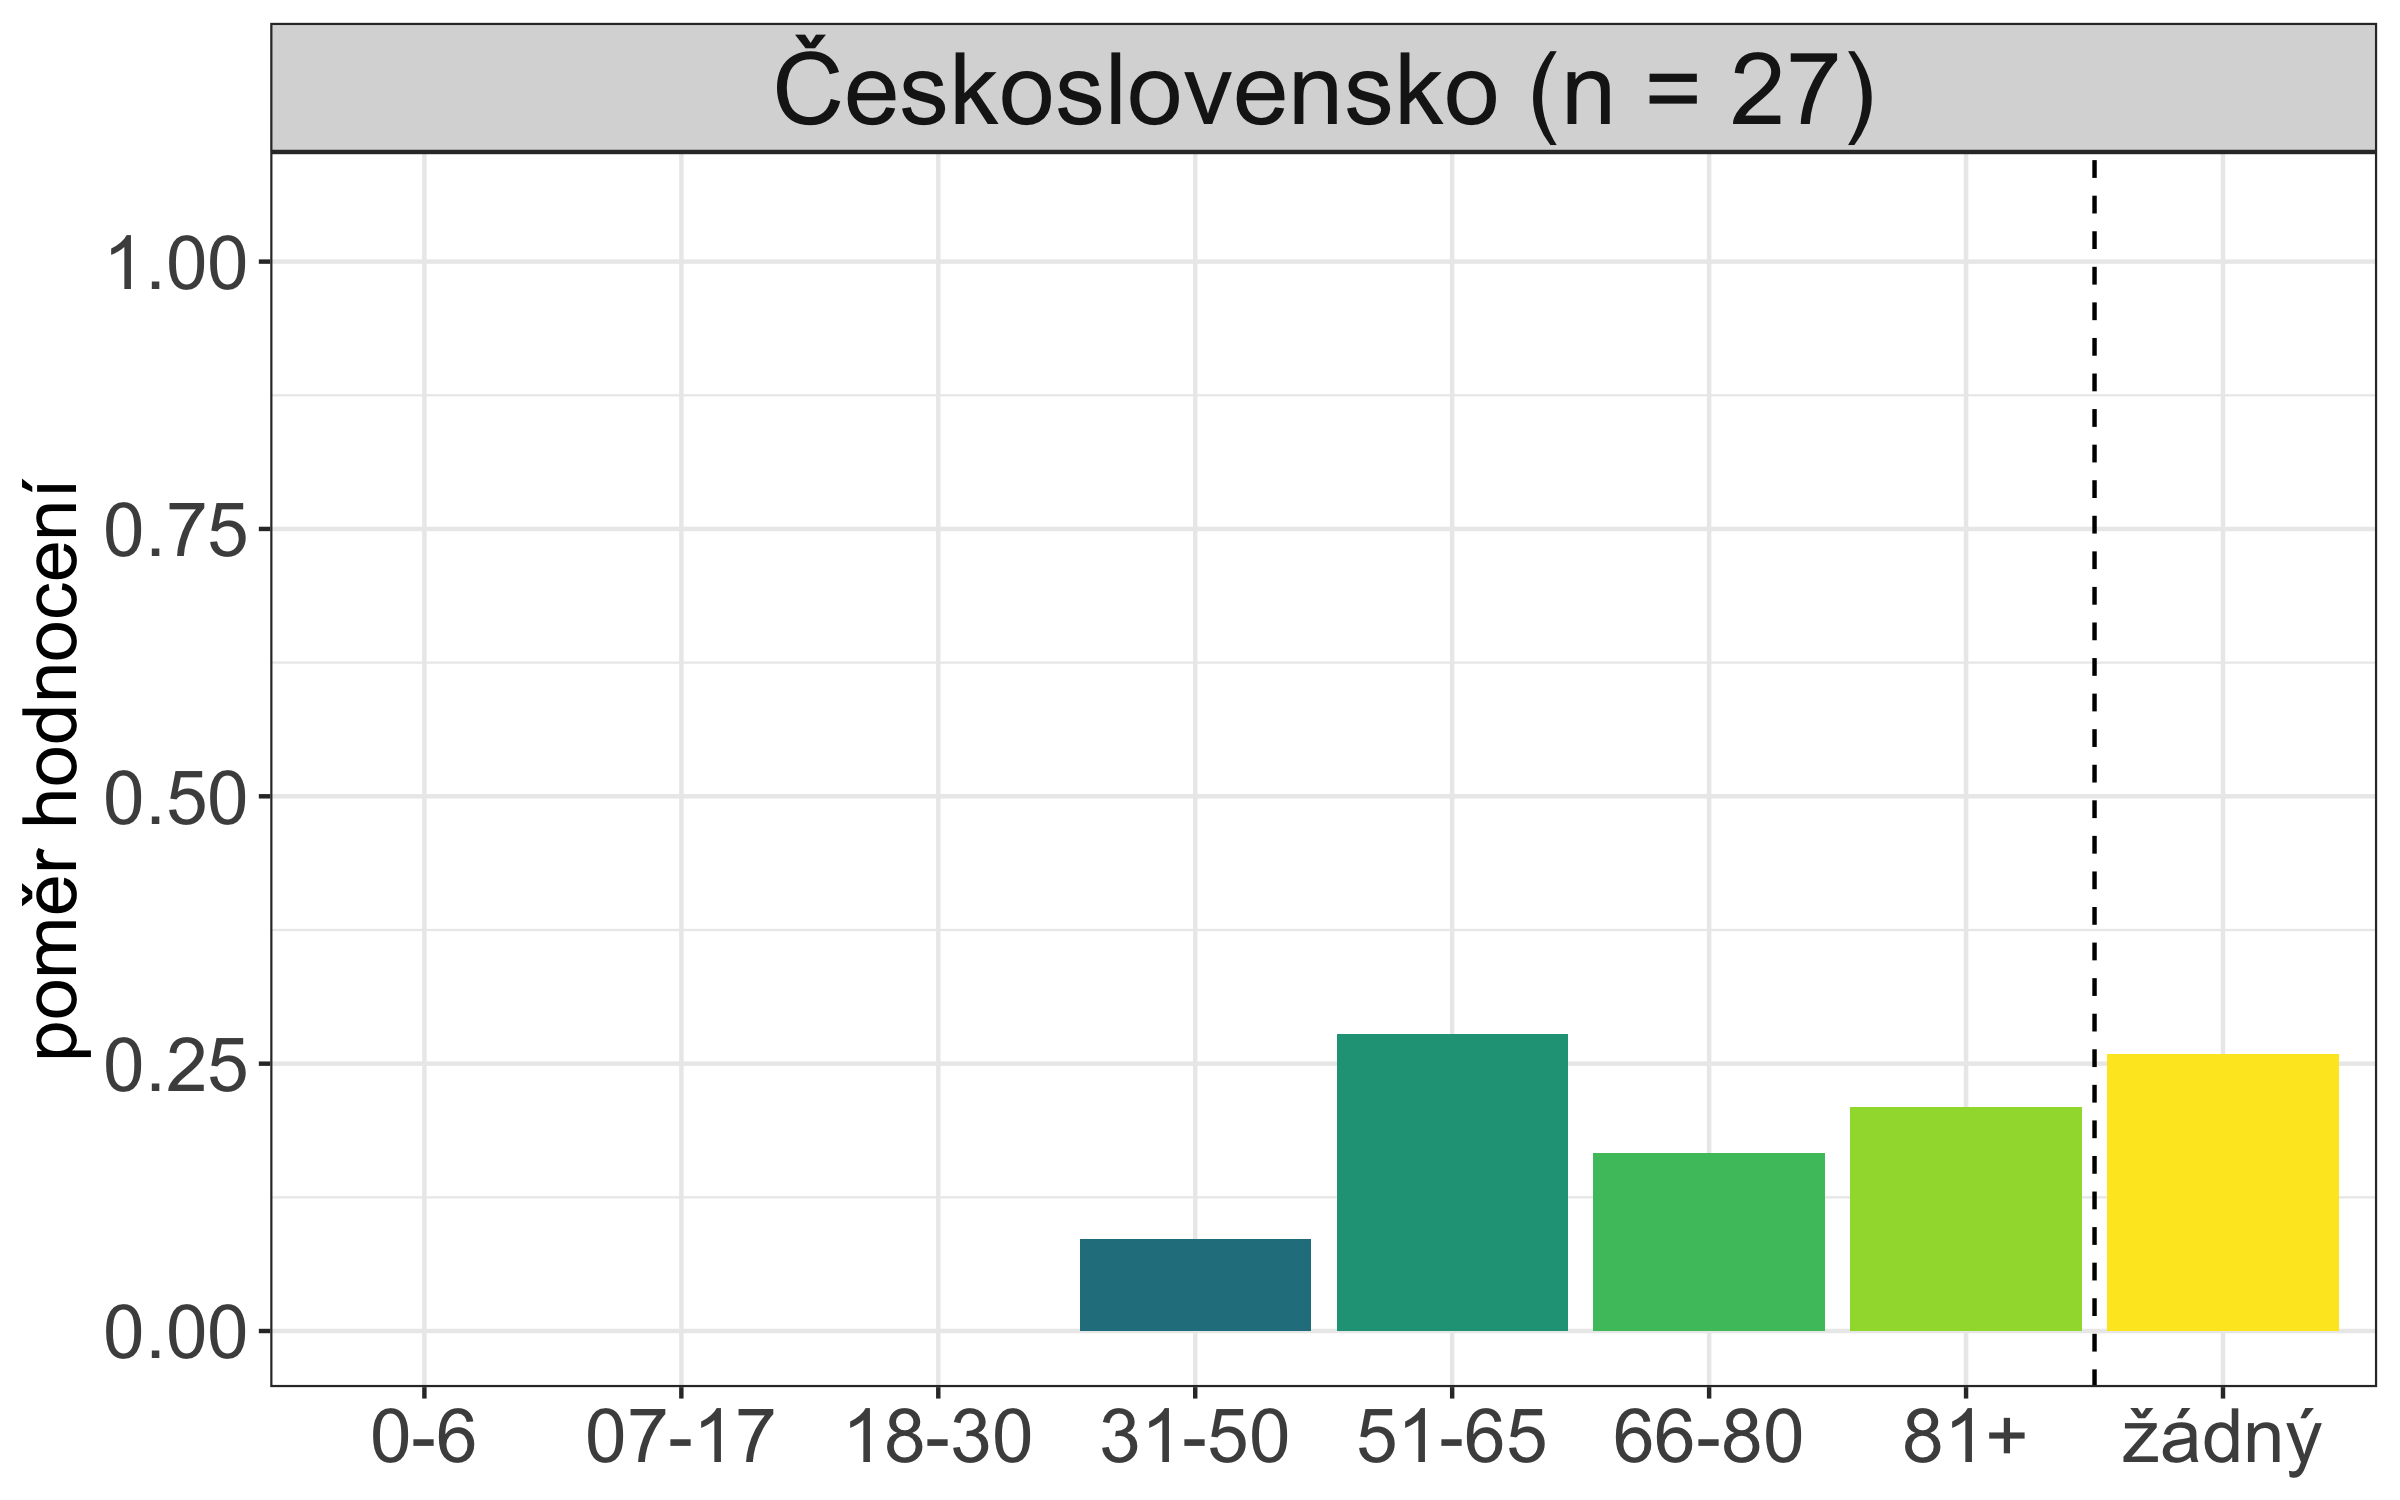 Československo (n = 27)
poměr hodnocení
1.00
0.75
0.50
0.25
0.00
0-6 07-17 18-30 31-50 51-65 66-80 81+ žádný